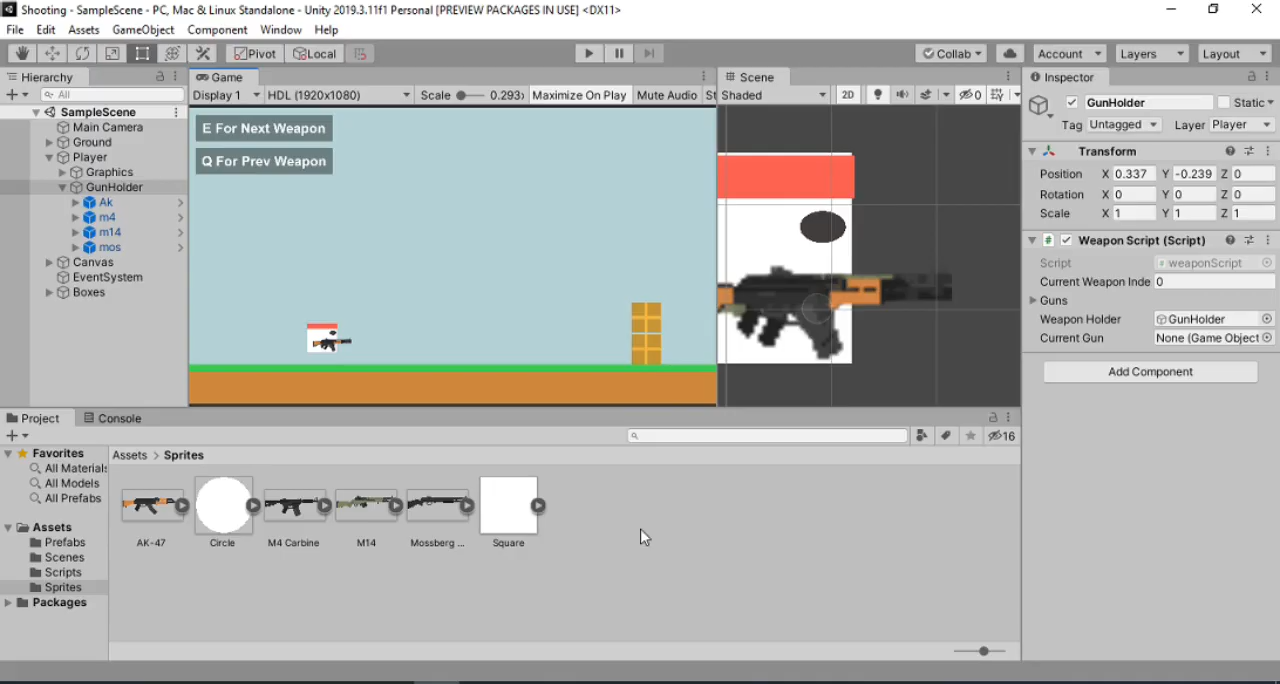 Shooting - SampleScene - PC, Mac & Linux Standalone - Unity 2019.3.11f1 Personal [PREVIEW PACKAGES IN USE] <DX11>
File Edit Assets GameObject Component Window Help
Pivot Local Collab Account Layers Layout
Hierarchy
All
SampleScene
Main Camera
Ground
Player
Graphics
GunHolder
Ak
m4
m14
mos
Canvas
EventSystem
Boxes
Game
Display 1 HDL (1920x1080) Scale 0.293x Maximize On Play Mute Audio St
E For Next Weapon
Q For Prev Weapon
Scene
Shaded 2D 0
Inspector
GunHolder Static
Tag Untagged Layer Player
Transform
Position X 0.337 Y -0.239 Z 0
Rotation X 0 Y 0 Z 0
Scale X 1 Y 1 Z 1
Weapon Script (Script)
Script weaponScript
Current Weapon Inde 0
Guns
Weapon Holder GunHolder
Current Gun None (Game Object
Add Component
Project Console
16
Favorites
All Materials
All Models
All Prefabs
Assets
Prefabs
Scenes
Scripts
Sprites
Packages
Assets > Sprites
AK-47 Circle M4 Carbine M14 Mossberg ... Square